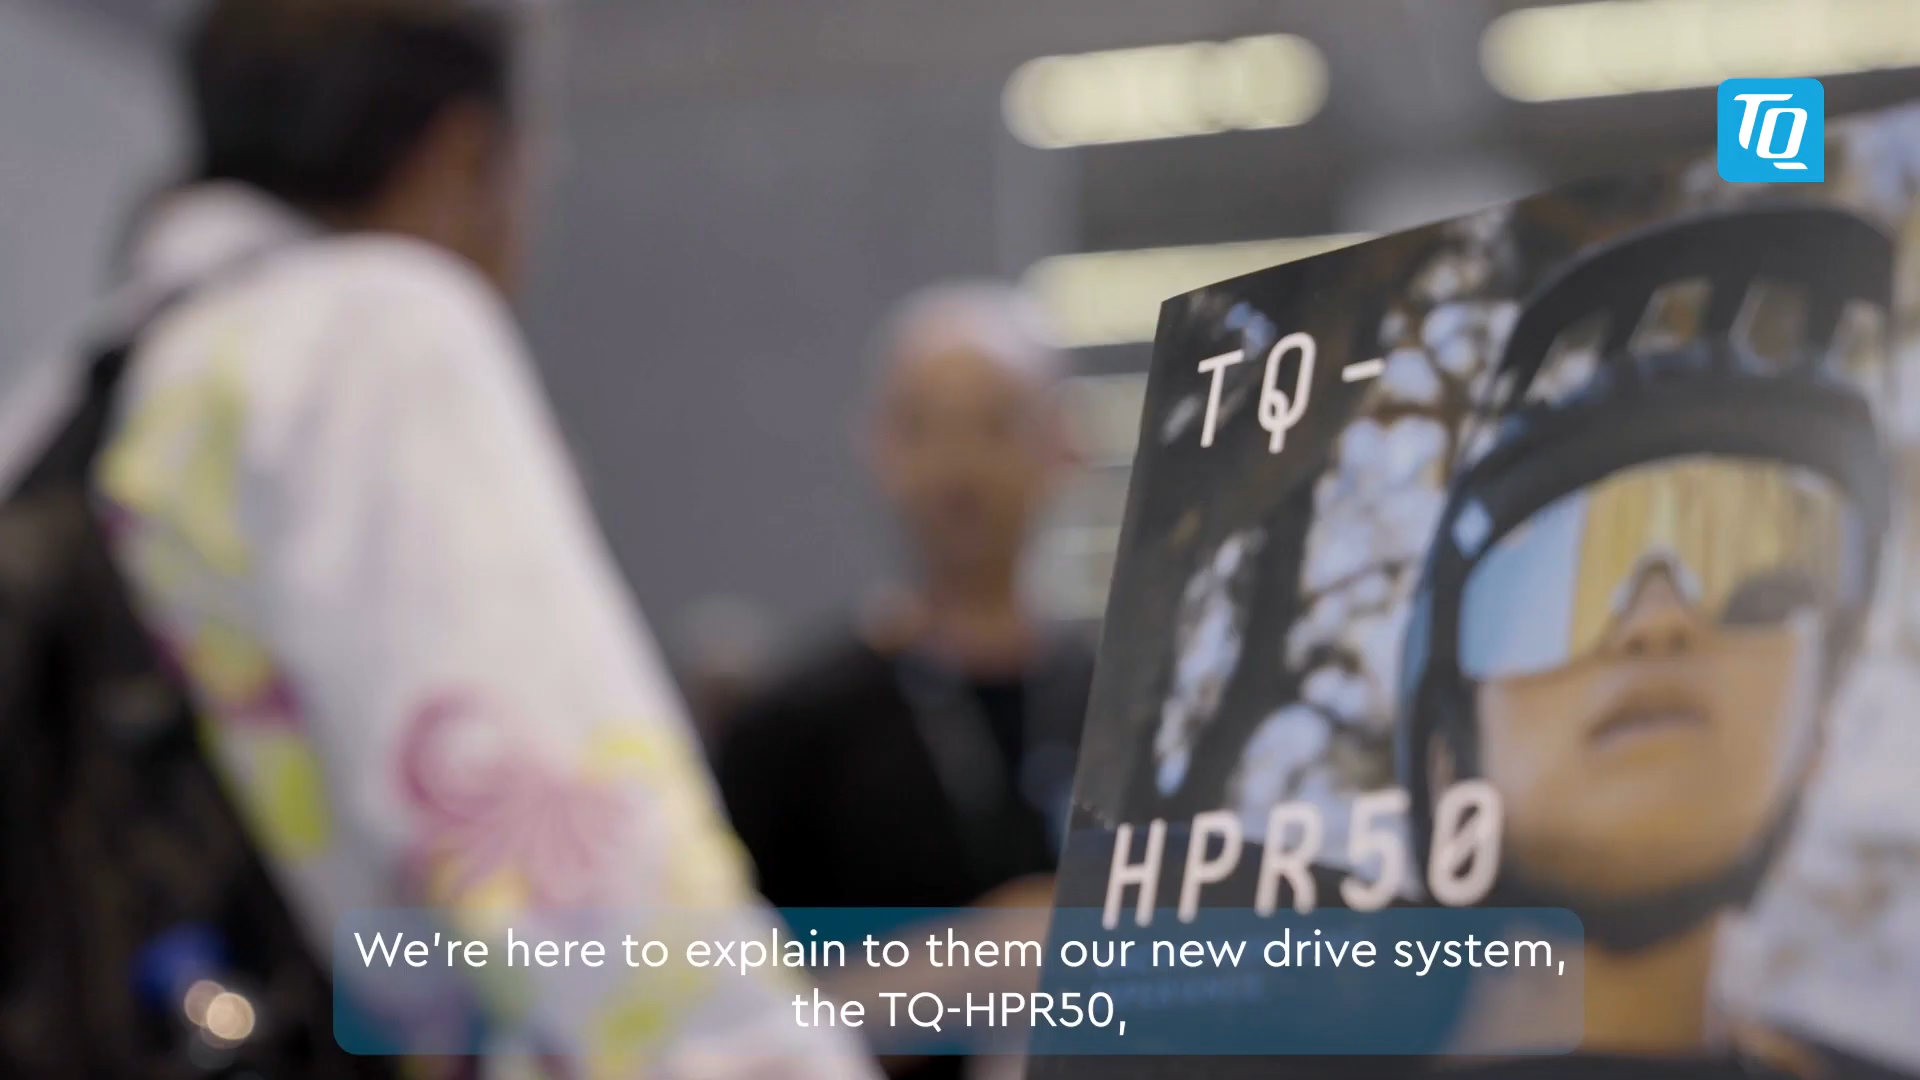 TQ
TQ-
HPR50
We're here to explain to them our new drive system,
the TQ-HPR50,